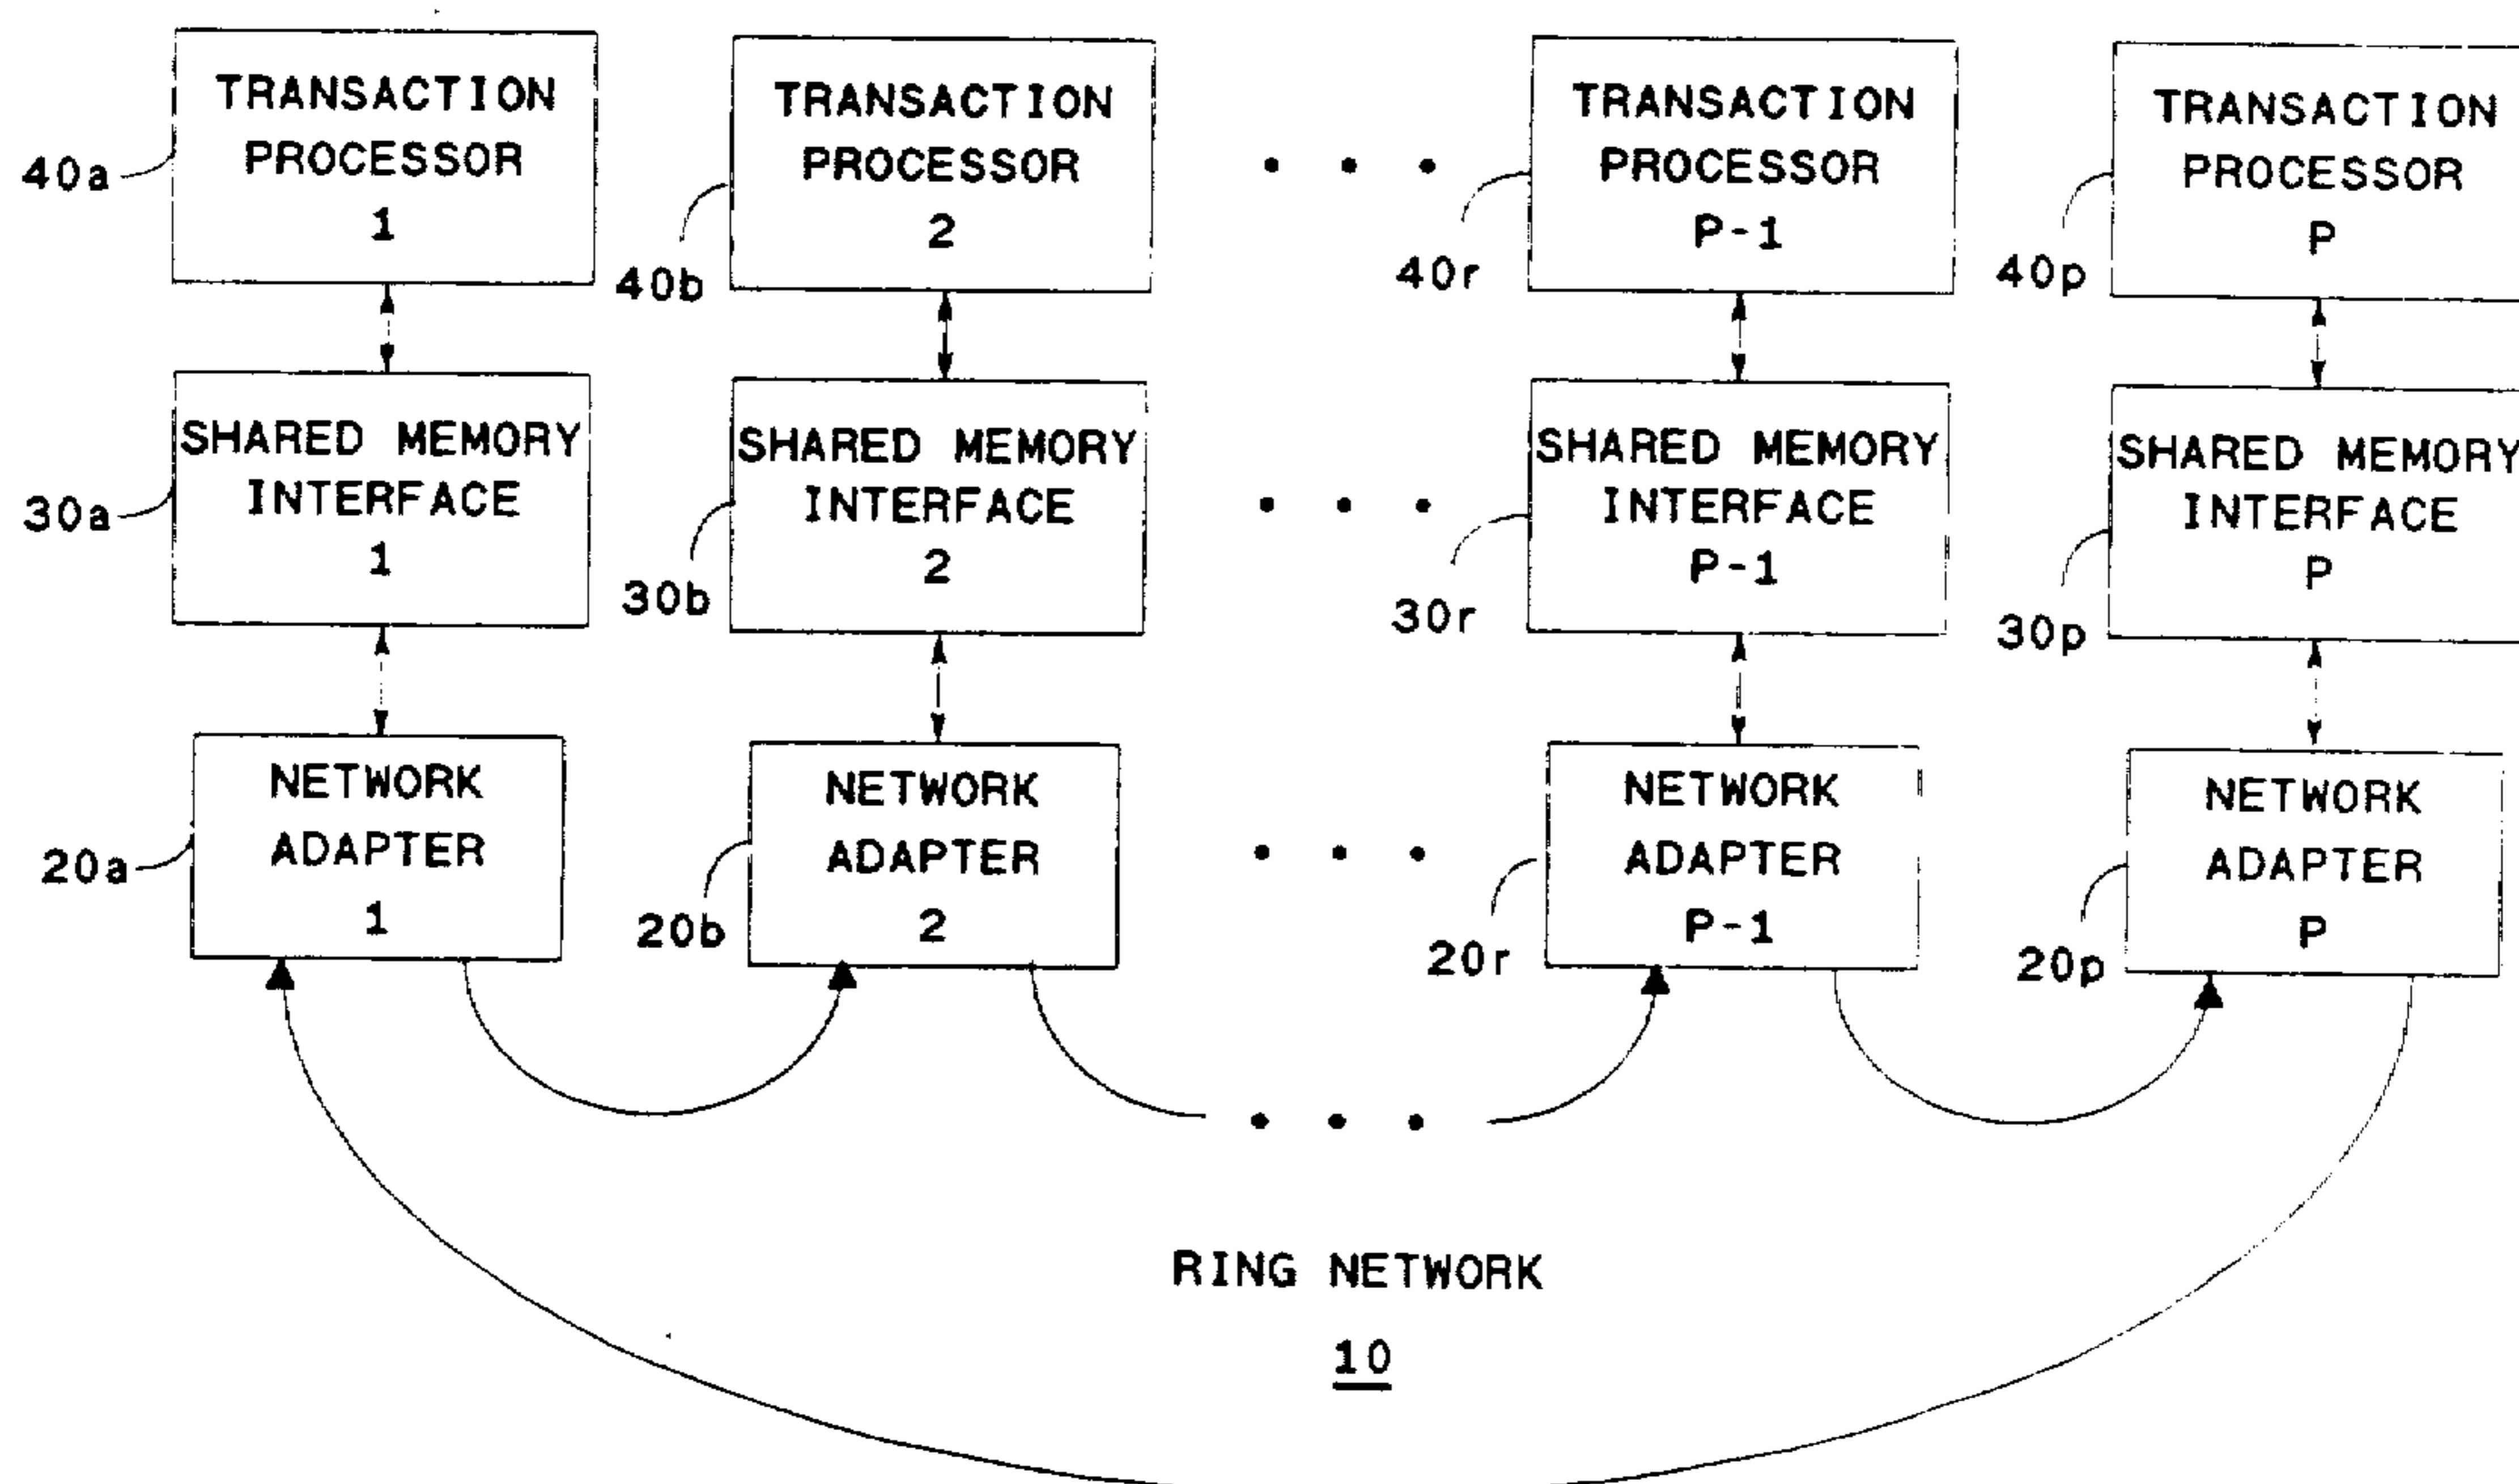 TRANSACTION
PROCESSOR
1
40a
TRANSACTION
PROCESSOR
2
40b
TRANSACTION
PROCESSOR
P-1
40r
TRANSACTION
PROCESSOR
P
40p
SHARED MEMORY
INTERFACE
1
30a
SHARED MEMORY
INTERFACE
2
30b
SHARED MEMORY
INTERFACE
P-1
30r
SHARED MEMORY
INTERFACE
P
30p
NETWORK
ADAPTER
1
20a
NETWORK
ADAPTER
2
20b
NETWORK
ADAPTER
P-1
20r
NETWORK
ADAPTER
P
20p
RING NETWORK
10